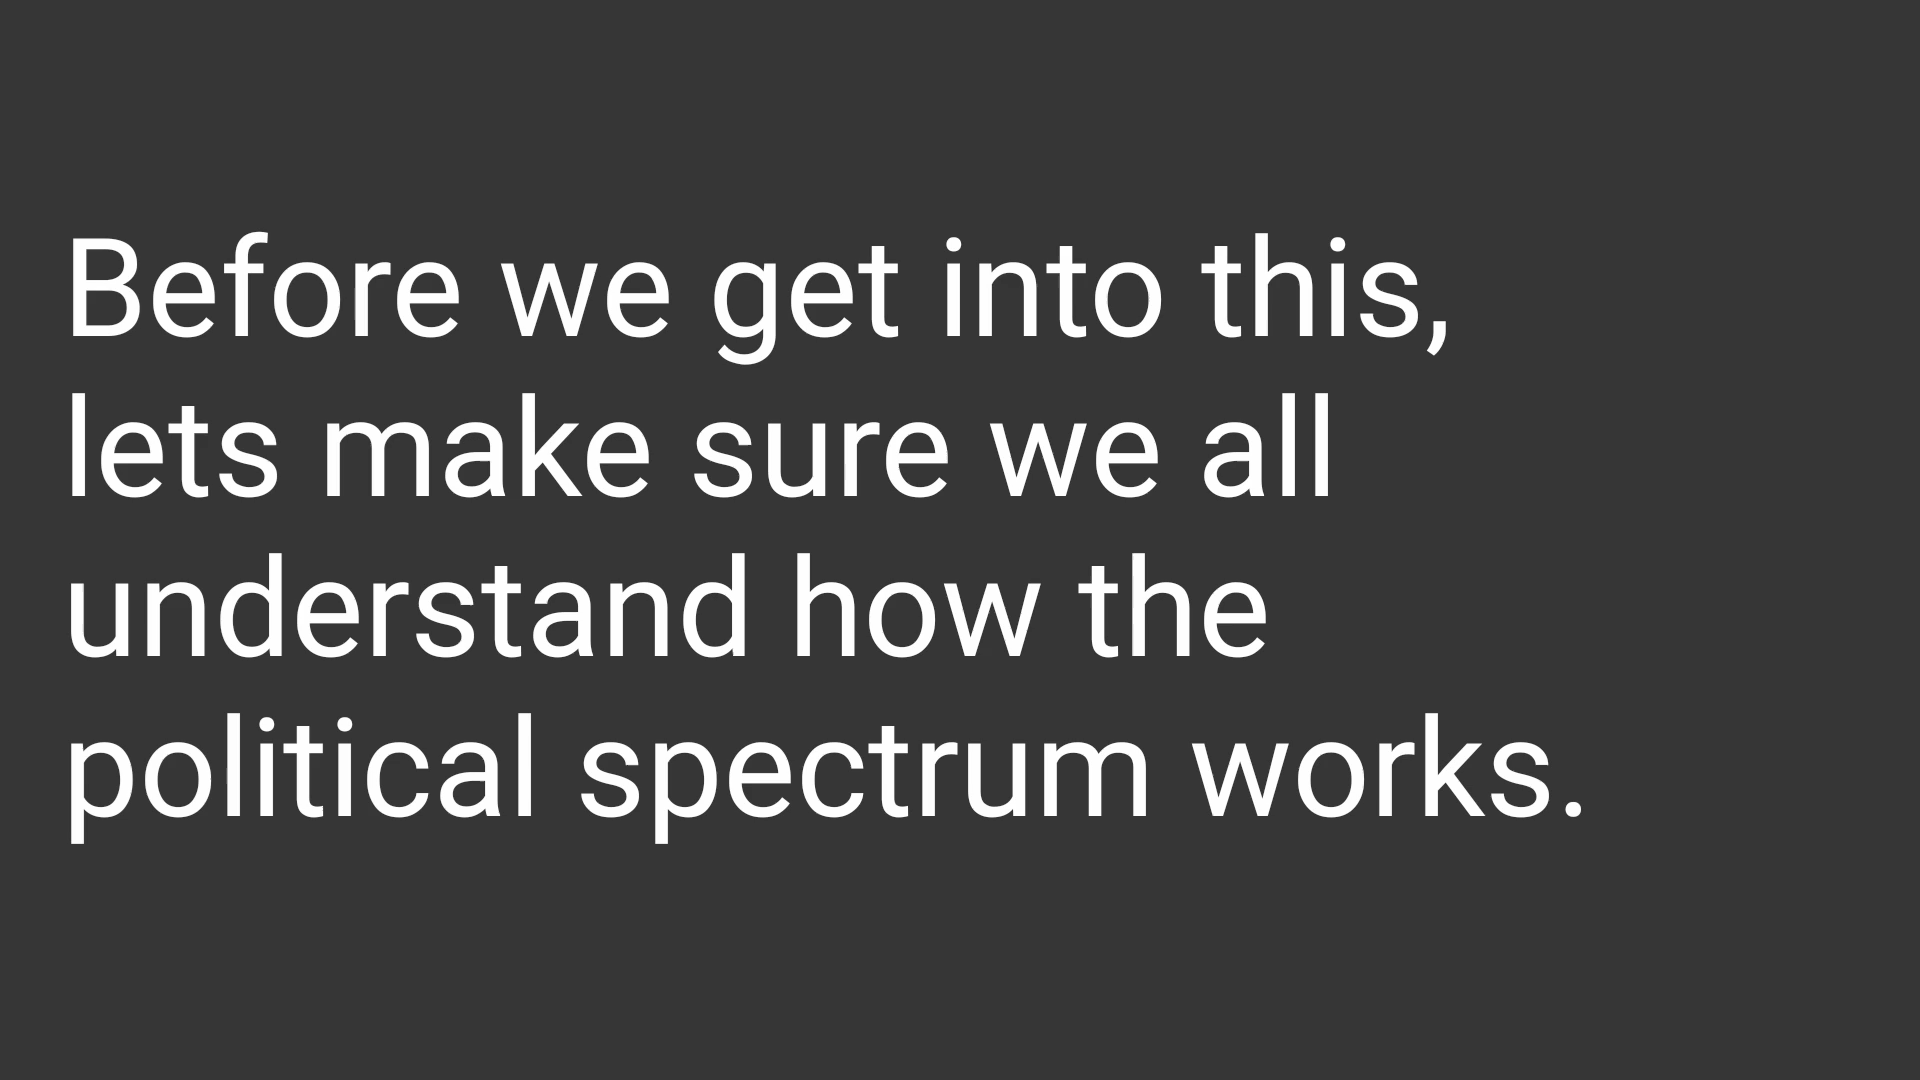 Before we get into this,
lets make sure we all
understand how the
political spectrum works.